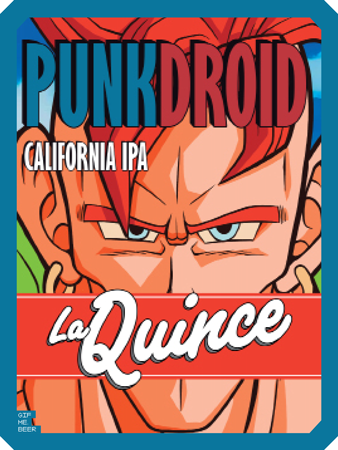 PUNKDROID
CALIFORNIA IPA
La Quince
GIF
ME
BEER